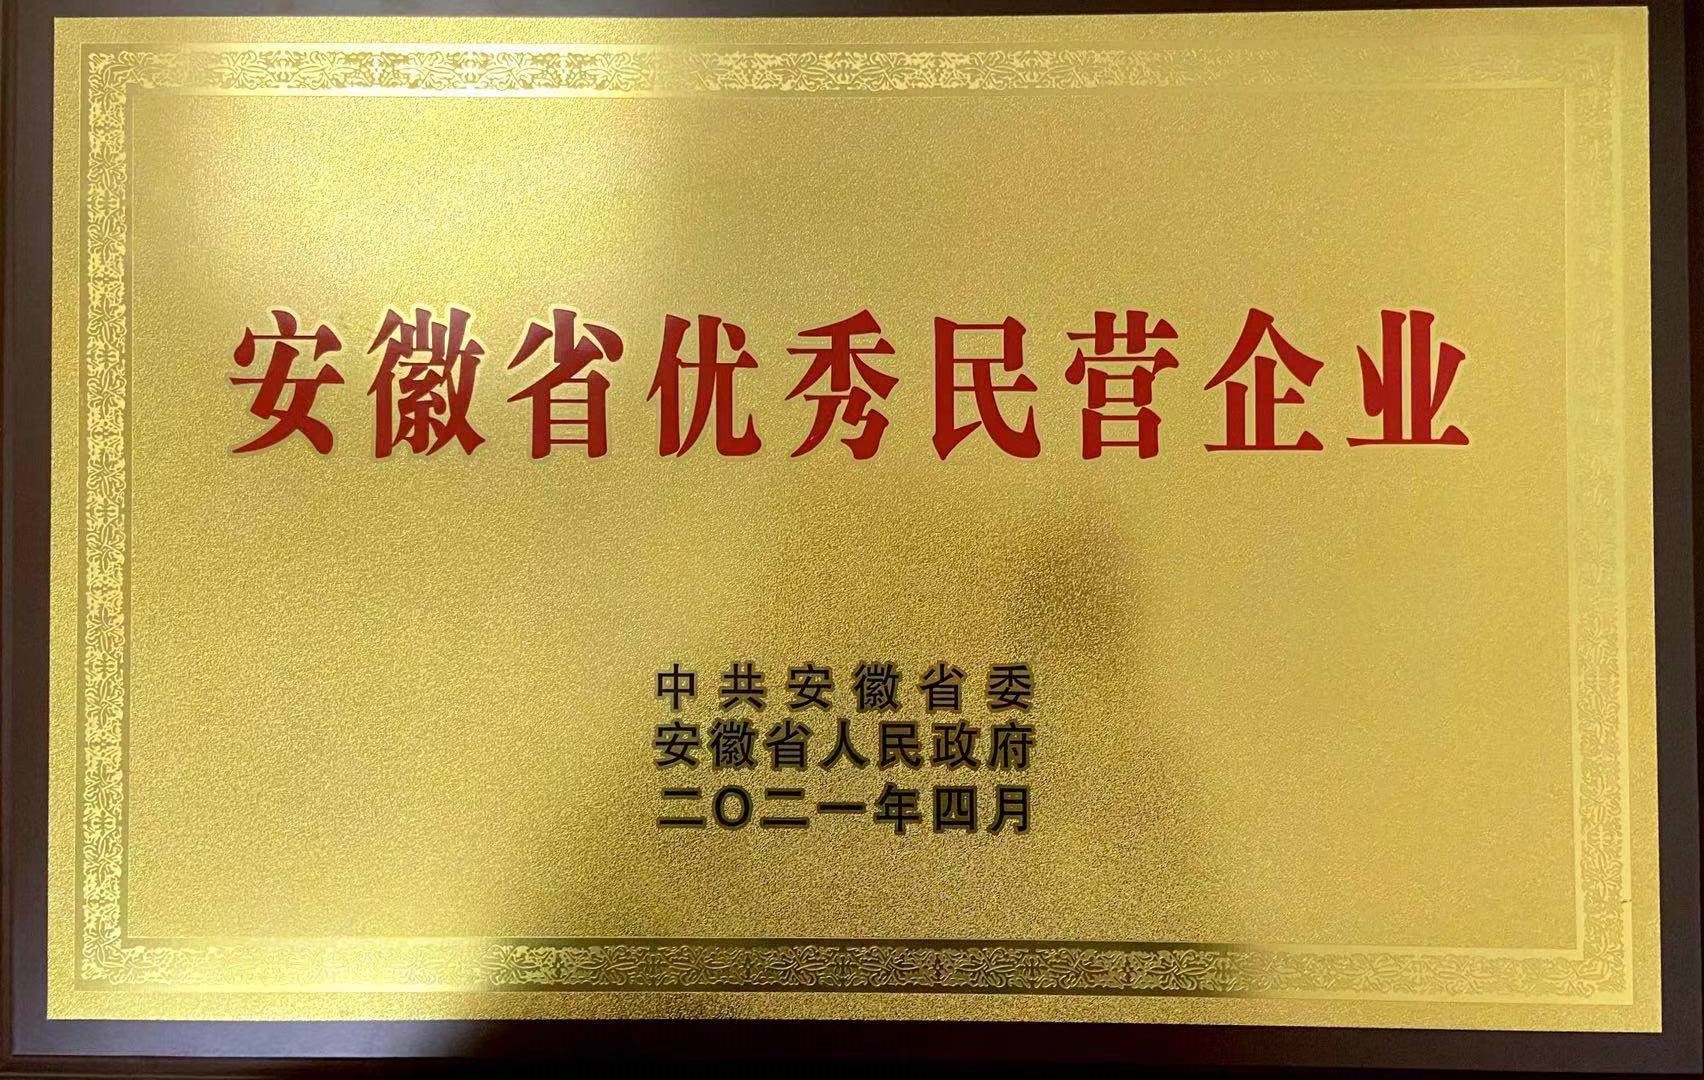 安徽省优秀民营企业
中共安徽省委
安徽省人民政府
二〇二一年四月